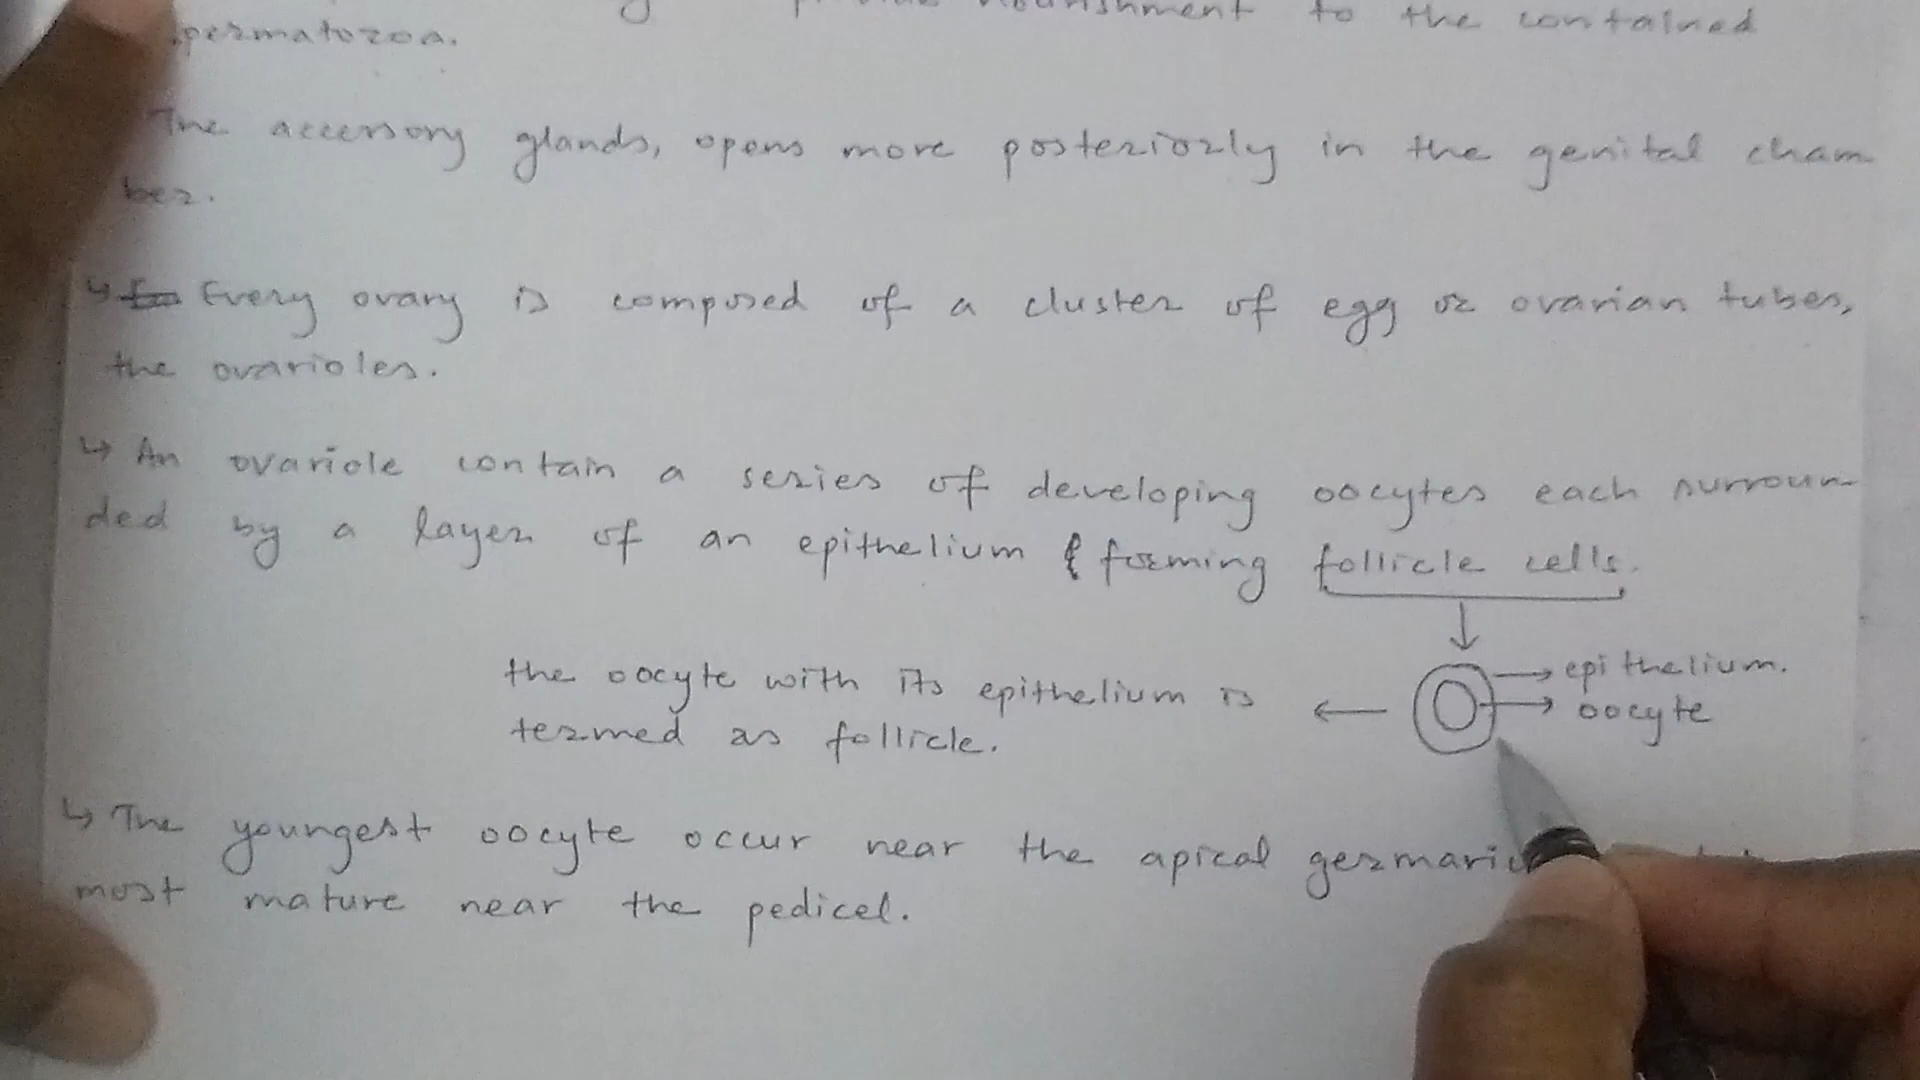 nourishment to the contained
spermatozoa.
The accessory glands, opens more posteriorly in the genital cham
ber.
↳ Every ovary is composed of a cluster of egg or ovarian tubes,
the ovarioles.
↳ An ovariole contain a series of developing oocytes each surroun-
ded by a layer of an epithelium & forming follicle cells.
the oocyte with its epithelium is ← → epithelium.
termed as follicle. → oocyte
↳ The youngest oocyte occur near the apical
most mature near the pedicel.